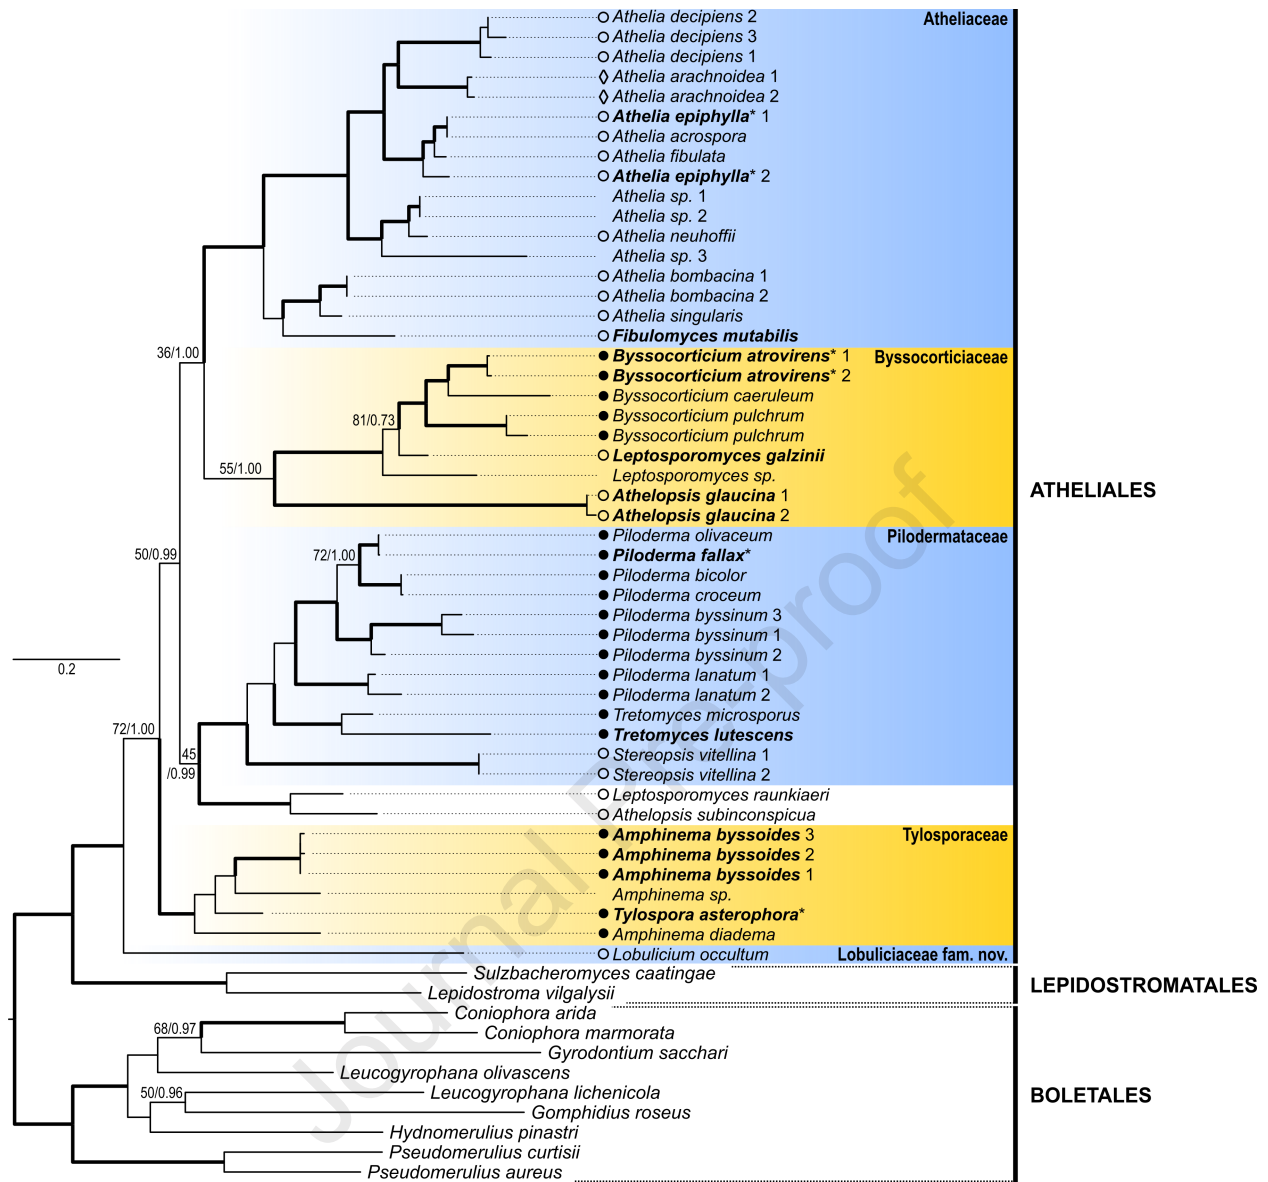 Athelia decipiens 2 Atheliaceae
Athelia decipiens 3
Athelia decipiens 1
Athelia arachnoidea 1
Athelia arachnoidea 2
Athelia epiphylla* 1
Athelia acrospora
Athelia fibulata
Athelia epiphylla* 2
Athelia sp. 1
Athelia sp. 2
Athelia neuhoffii
Athelia sp. 3
Athelia bombacina 1
Athelia bombacina 2
Athelia singularis
Fibulomyces mutabilis
36/1.00
Byssocorticium atrovirens* 1 Byssocorticiaceae
Byssocorticium atrovirens* 2
Byssocorticium caeruleum
Byssocorticium pulchrum
81/0.73
Byssocorticium pulchrum
Leptosporomyces galzinii
55/1.00
Leptosporomyces sp.
Athelopsis glaucina 1
ATHELIALES
Athelopsis glaucina 2
Piloderma olivaceum Pilodermataceae
50/0.99
72/1.00
Piloderma fallax*
Piloderma bicolor
Piloderma croceum
Piloderma byssinum 3
Piloderma byssinum 1
Piloderma byssinum 2
0.2
Piloderma lanatum 1
Piloderma lanatum 2
Tretomyces microsporus
72/1.00
Tretomyces lutescens
45
/0.99
Stereopsis vitellina 1
Stereopsis vitellina 2
Leptosporomyces raunkiaeri
Athelopsis subinconspicua
Amphinema byssoides 3 Tylosporaceae
Amphinema byssoides 2
Amphinema byssoides 1
Amphinema sp.
Tylospora asterophora*
Amphinema diadema
Lobulicium occultum Lobuliciaceae fam. nov.
Sulzbacheromyces caatingae
LEPIDOSTROMATALES
Lepidostroma vilgalysii
Coniophora arida
68/0.97
Coniophora marmorata
Gyrodontium sacchari
Leucogyrophana olivascens
50/0.96
Leucogyrophana lichenicola
BOLETALES
Gomphidius roseus
Hydnomerulius pinastri
Pseudomerulius curtisii
Pseudomerulius aureus
Journal Pre-proof